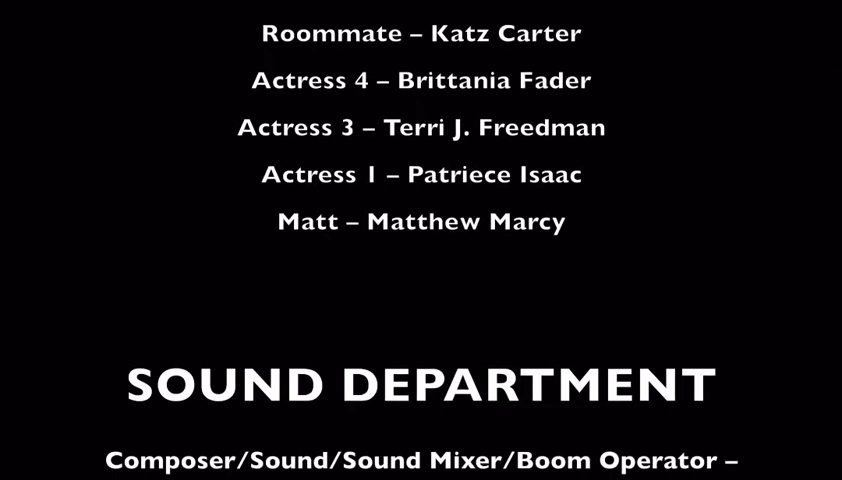 Roommate – Katz Carter
Actress 4 – Brittania Fader
Actress 3 – Terri J. Freedman
Actress 1 – Patriece Isaac
Matt – Matthew Marcy
SOUND DEPARTMENT
Composer/Sound/Sound Mixer/Boom Operator –